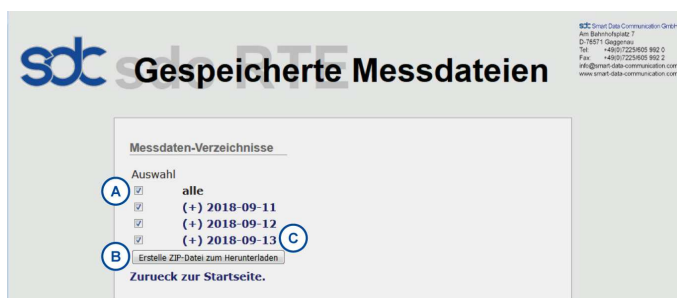 sdc
sdc RTE
Gespeicherte Messdateien
sdc Smart Data Communication GmbH
Am Bahnhofsplatz 7
D-76571 Gaggenau
Tel: +49(0)7225/605 992 0
Fax: +49(0)7225/605 992 2
info@smart-data-communication.com
www.smart-data-communication.com
Messdaten-Verzeichnisse
Auswahl
A alle
(+) 2018-09-11
(+) 2018-09-12
(+) 2018-09-13 C
B Erstelle ZIP-Datei zum Herunterladen
Zurueck zur Startseite.